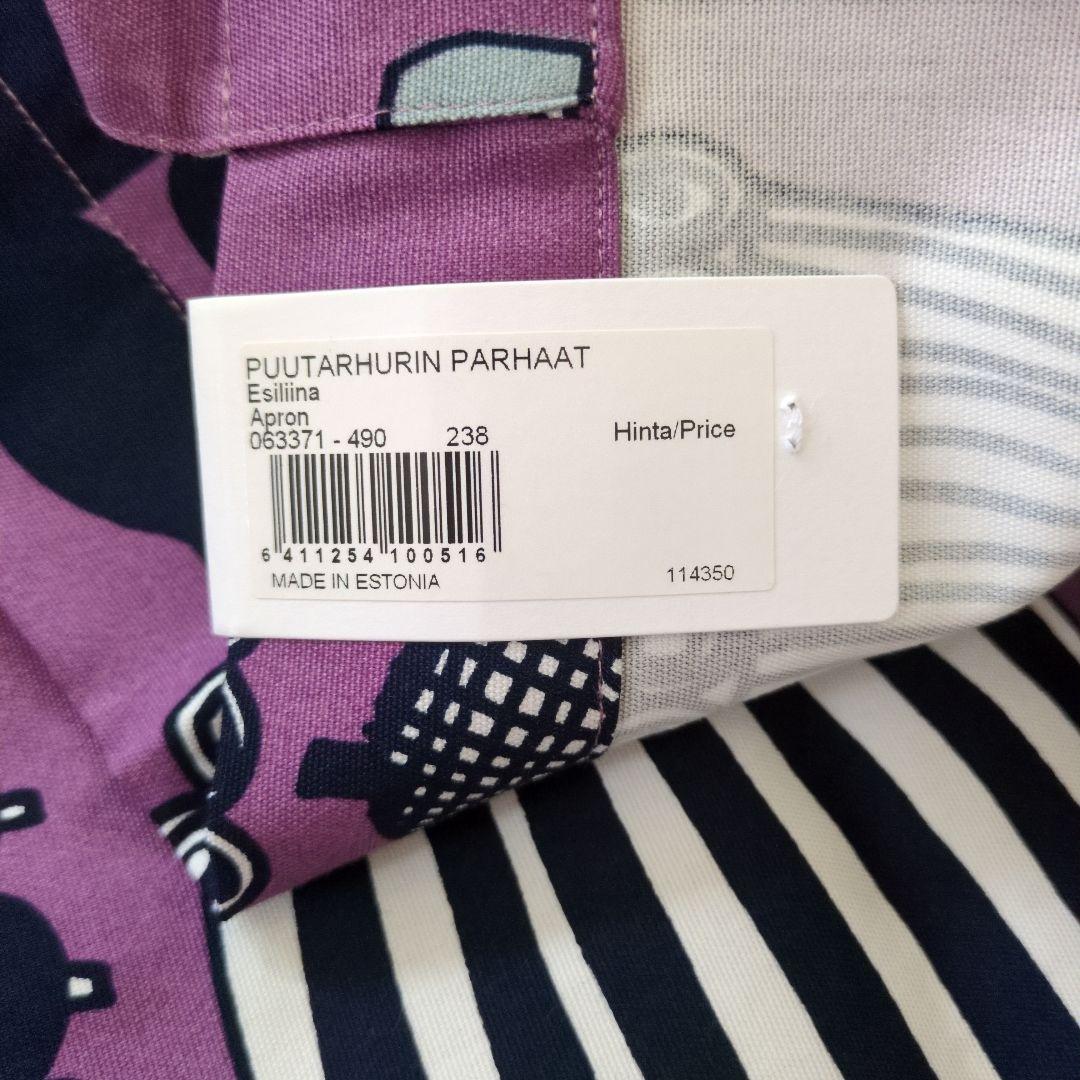 PUUTARHURIN PARHAAT
Esiliina
Apron
063371 - 490 238
Hinta/Price
6 411254 100516
MADE IN ESTONIA
114350